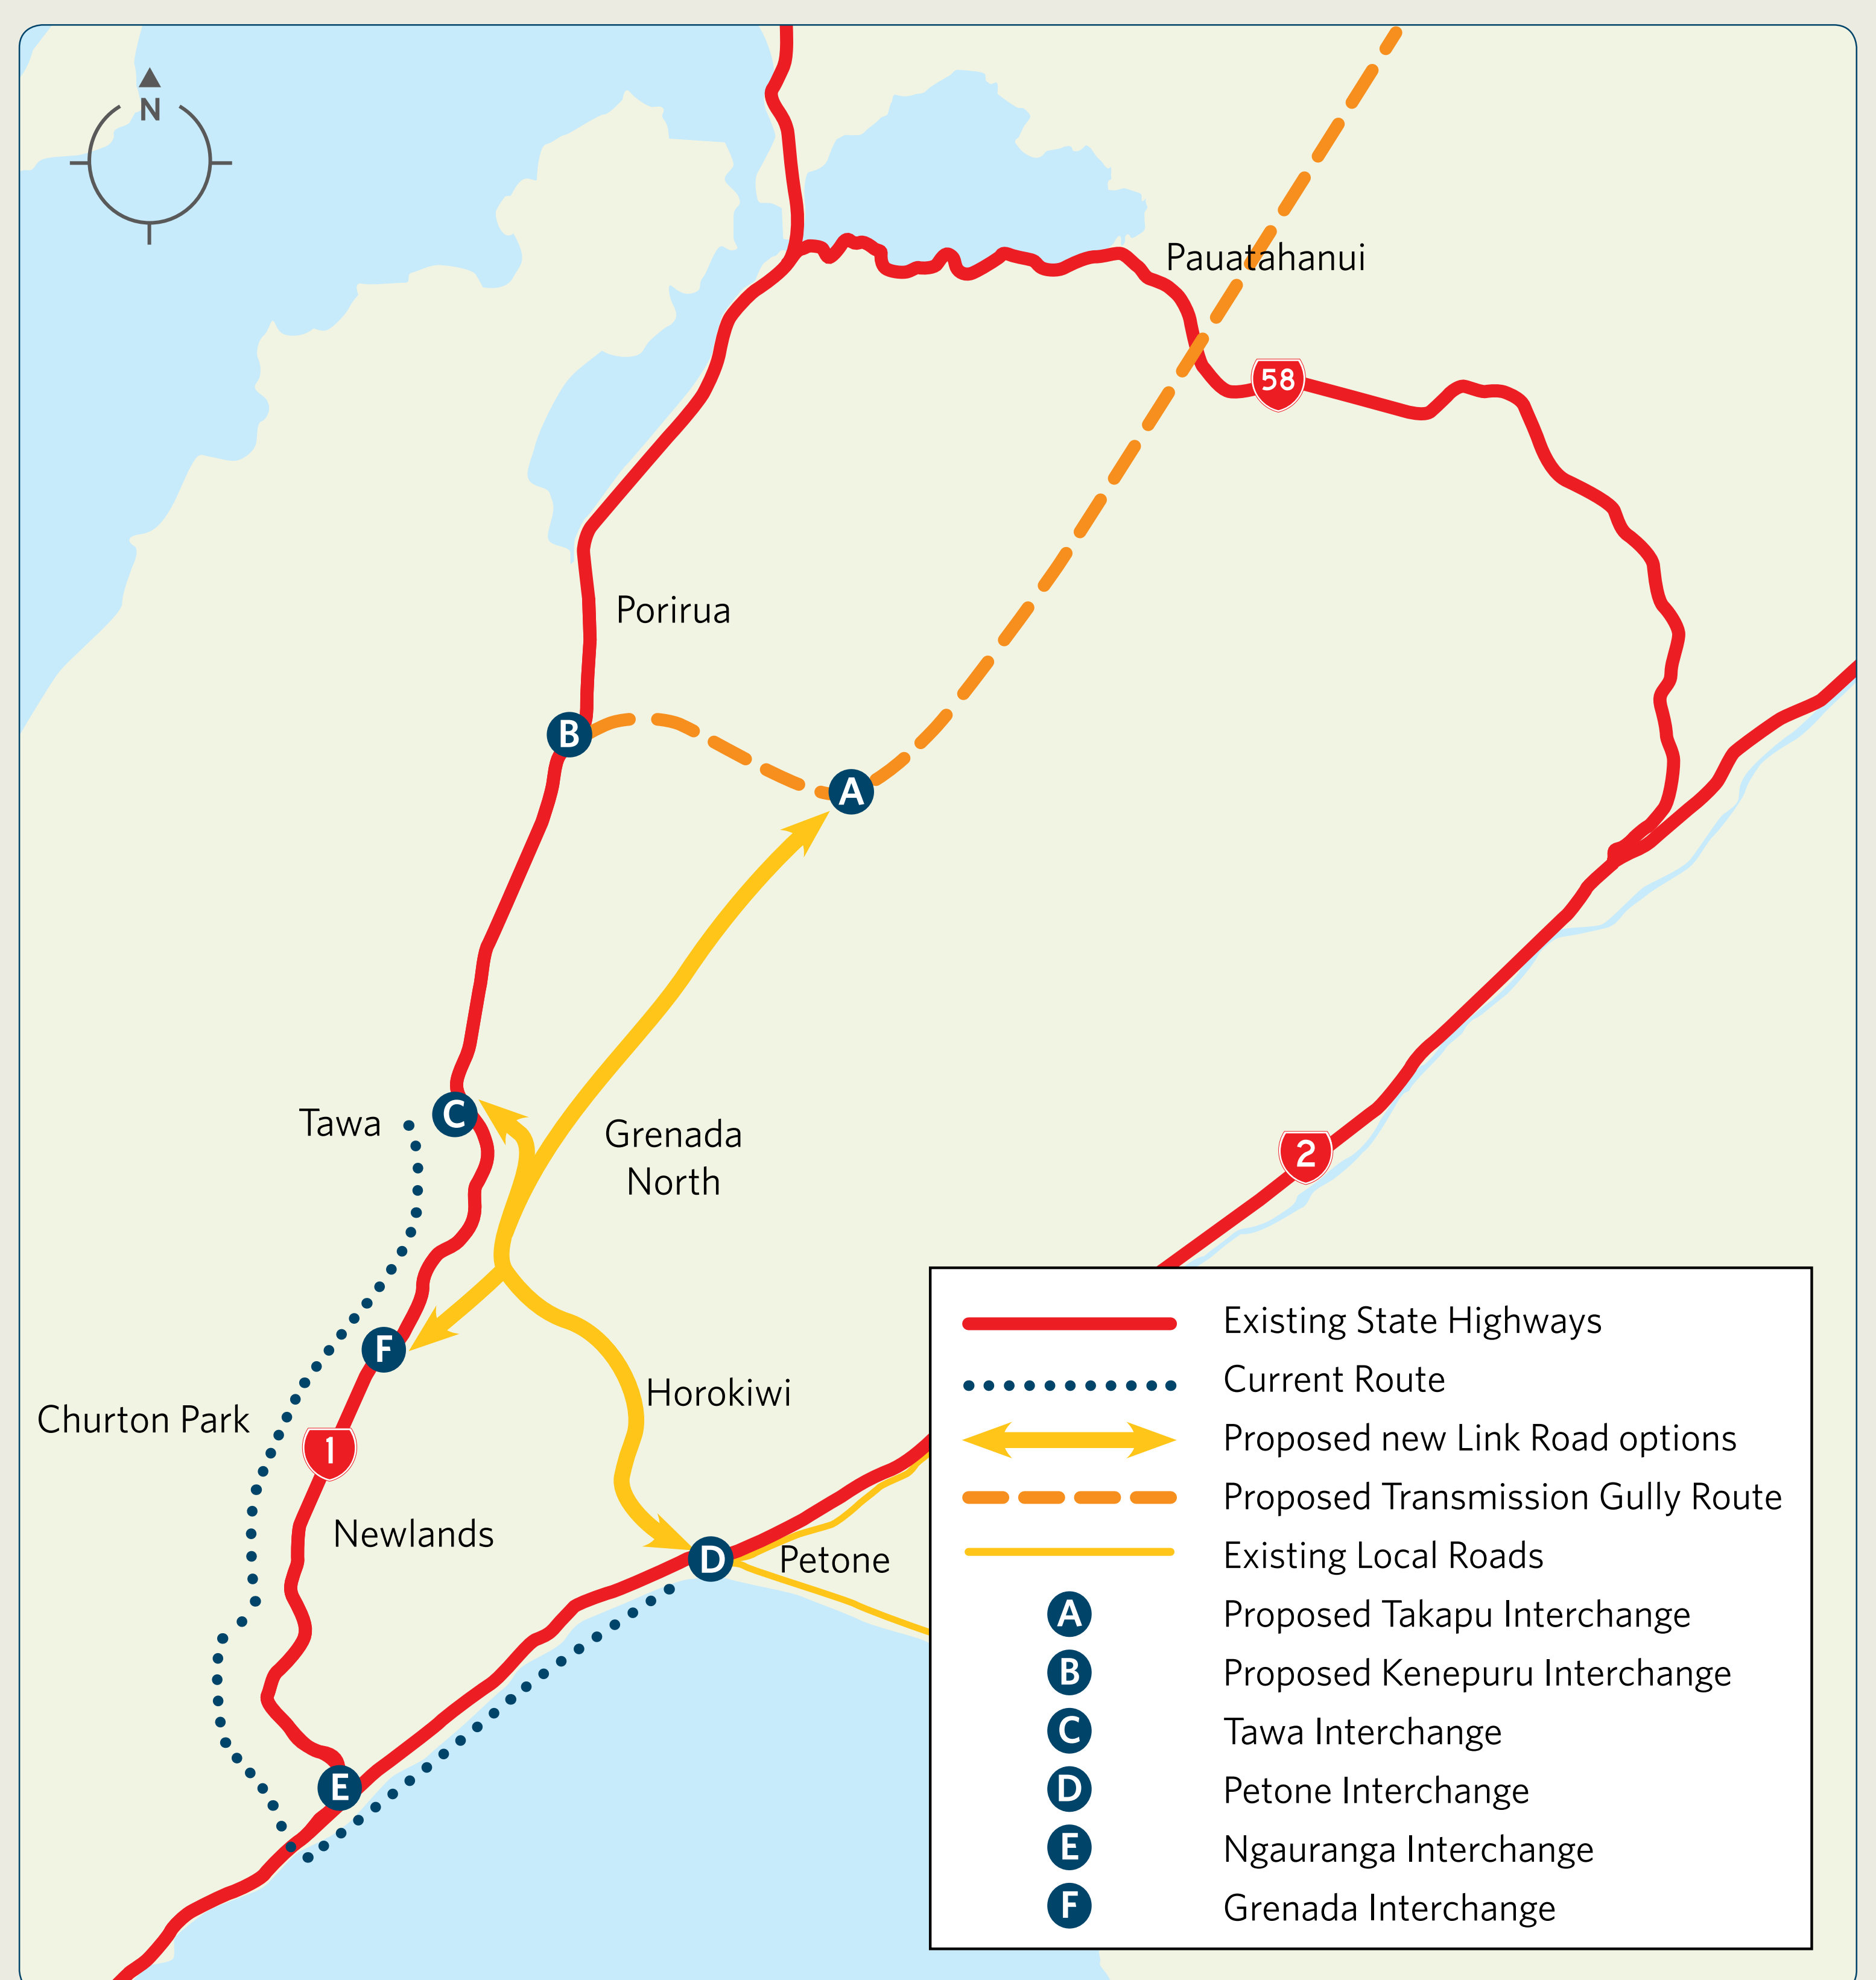 N
Pauatahanui
58
Porirua
B
A
C
Tawa
Grenada
North
2
F
Horokiwi
Churton Park
1
Newlands
D
Petone
E
Existing State Highways
Current Route
Proposed new Link Road options
Proposed Transmission Gully Route
Existing Local Roads
A Proposed Takapu Interchange
B Proposed Kenepuru Interchange
C Tawa Interchange
D Petone Interchange
E Ngauranga Interchange
F Grenada Interchange